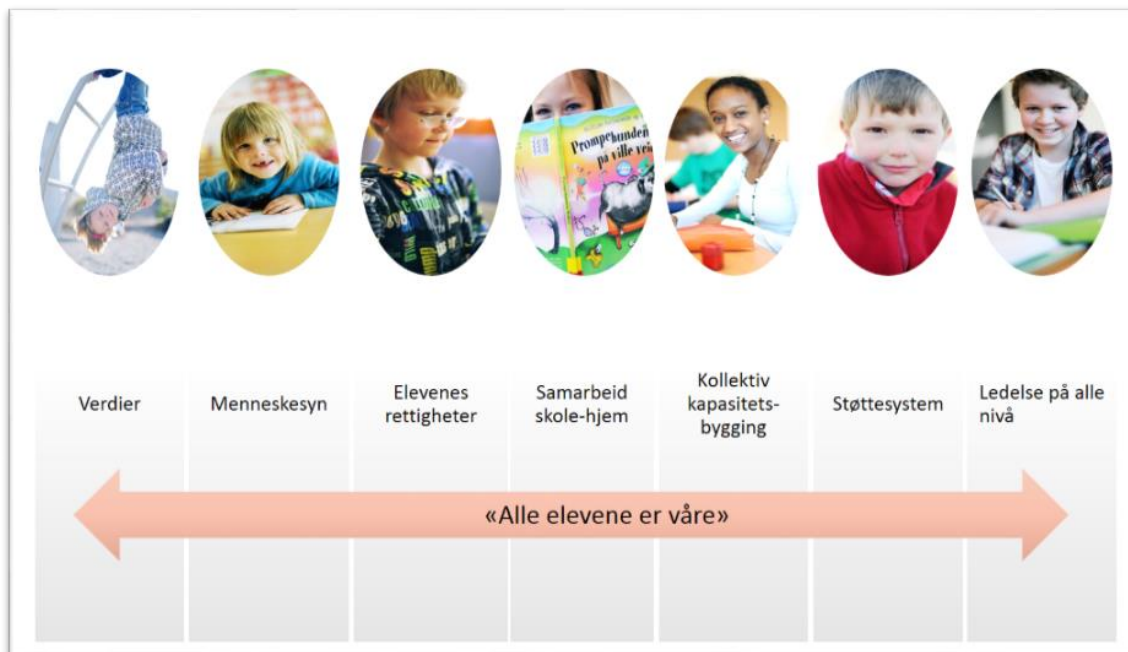 Prompehunden
på ville vei
Verdier
Menneskesyn
Elevenes
rettigheter
Samarbeid
skole-hjem
Kollektiv
kapasitets-
bygging
Støttesystem
Ledelse på alle
nivå
«Alle elevene er våre»